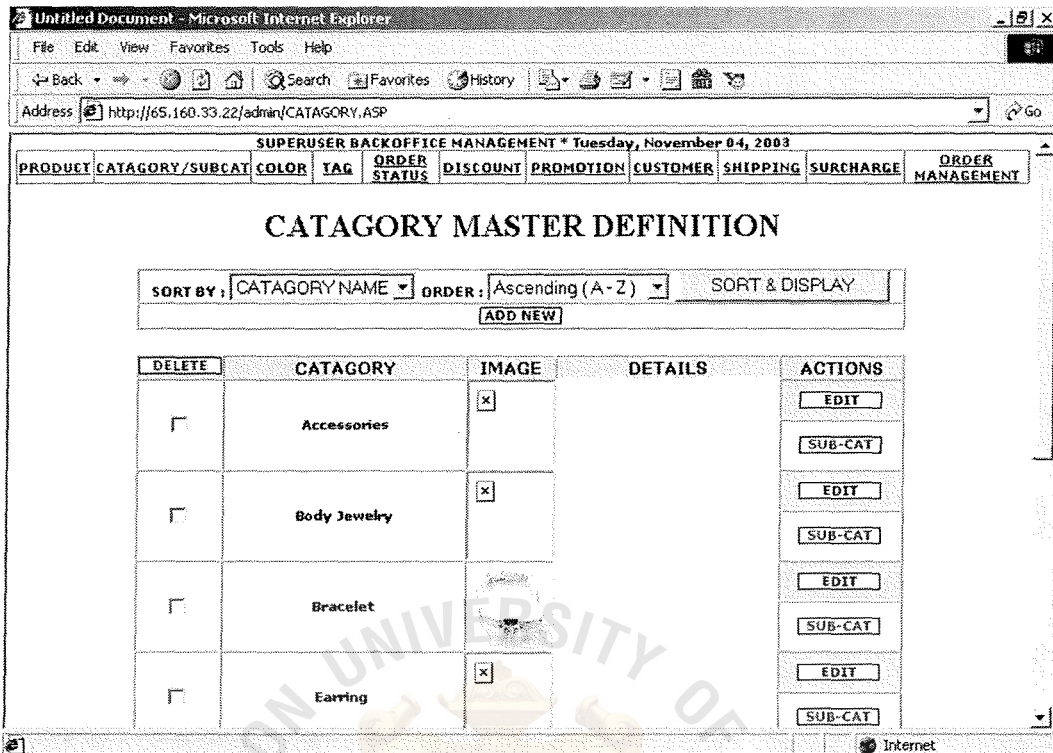 Untitled Document - Microsoft Internet Explorer
File Edit View Favorites Tools Help
Back Search Favorites History
Address http://65.160.33.22/admin/CATAGORY.ASP Go
SUPERUSER BACKOFFICE MANAGEMENT * Tuesday, November 04, 2003
PRODUCT CATAGORY/SUBCAT COLOR TAG ORDER STATUS DISCOUNT PROMOTION CUSTOMER SHIPPING SURCHARGE ORDER MANAGEMENT
CATAGORY MASTER DEFINITION
SORT BY : CATAGORY NAME ORDER : Ascending ( A - Z ) SORT & DISPLAY
ADD NEW
DELETE CATAGORY IMAGE DETAILS ACTIONS
Accessories EDIT
SUB-CAT
Body Jewelry EDIT
SUB-CAT
Bracelet EDIT
SUB-CAT
Earring EDIT
SUB-CAT
UNIVERSITY OF
Internet